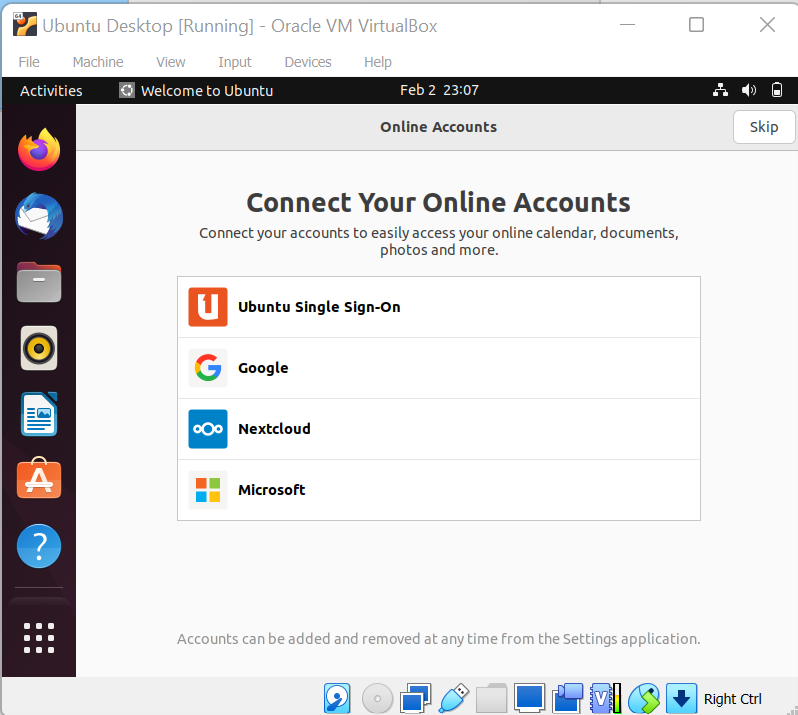 Ubuntu Desktop [Running] - Oracle VM VirtualBox
File Machine View Input Devices Help
Activities Welcome to Ubuntu Feb 2 23:07
Online Accounts Skip
Connect Your Online Accounts
Connect your accounts to easily access your online calendar, documents,
photos and more.
Ubuntu Single Sign-On
Google
Nextcloud
Microsoft
Accounts can be added and removed at any time from the Settings application.
Right Ctrl